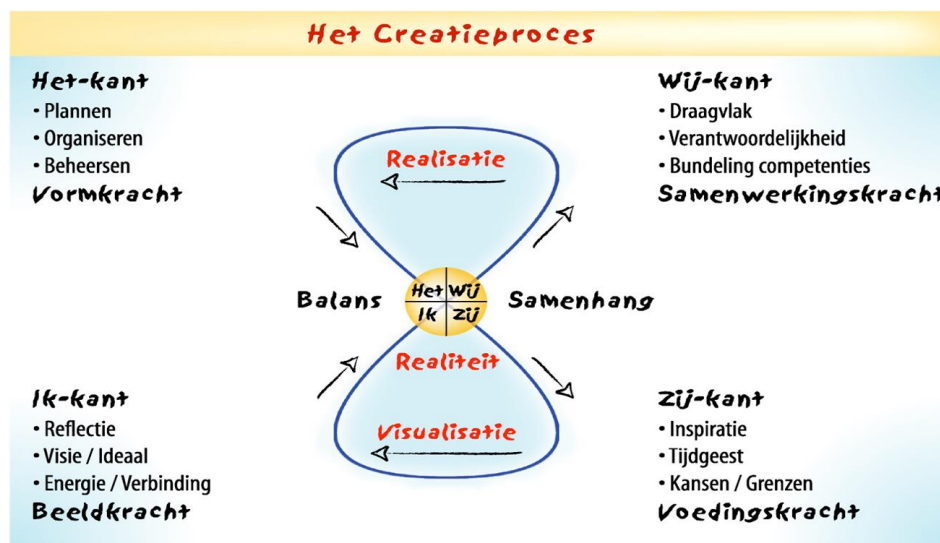 Het Creatieproces
Het-kant
• Plannen
• Organiseren
• Beheersen
Vormkracht
Wij-kant
• Draagvlak
• Verantwoordelijkheid
• Bundeling competenties
Samenwerkingskracht
Realisatie
Balans
Het Wij
Ik Zij
Samenhang
Realiteit
Visualisatie
Ik-kant
• Reflectie
• Visie / Ideaal
• Energie / Verbinding
Beeldkracht
Zij-kant
• Inspiratie
• Tijdgeest
• Kansen / Grenzen
Voedingskracht